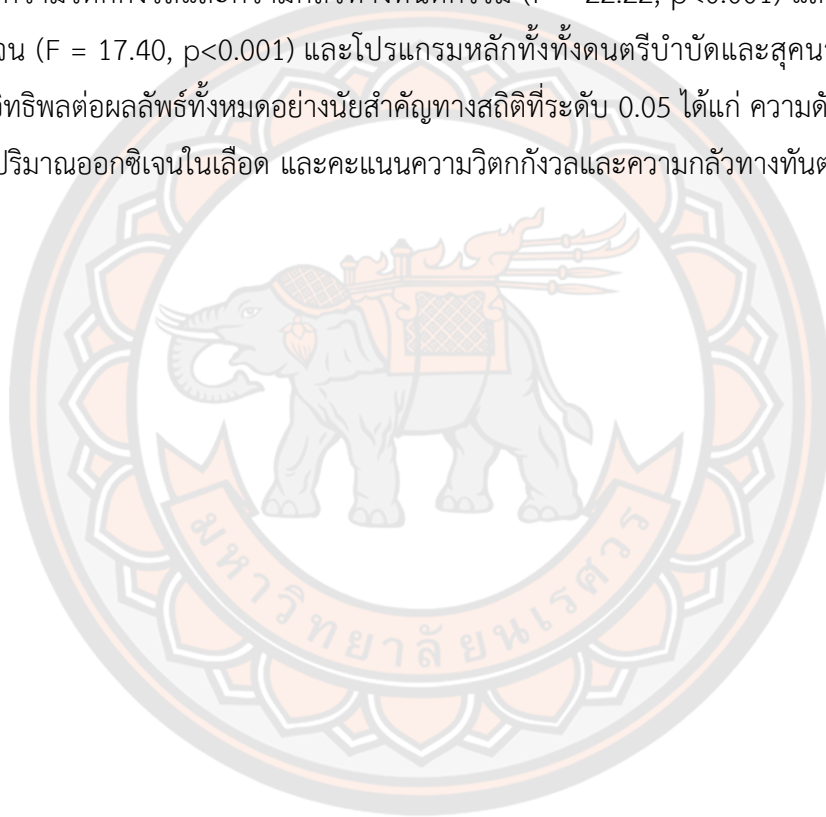 ความวิตกกังวลและความกลัวทางทันตกรรม (F = 22.22, p<0.001) แล
จน (F = 17.40, p<0.001) และโปรแกรมหลักทั้งทั้งดนตรีบำบัดและสุคน
อิทธิพลต่อผลลัพธ์ทั้งหมดอย่างนัยสำคัญทางสถิติที่ระดับ 0.05 ได้แก่ ความดั
ปริมาณออกซิเจนในเลือด และคะแนนความวิตกกังวลและความกลัวทางทันต
มหาวิทยาลัยนเรศวร